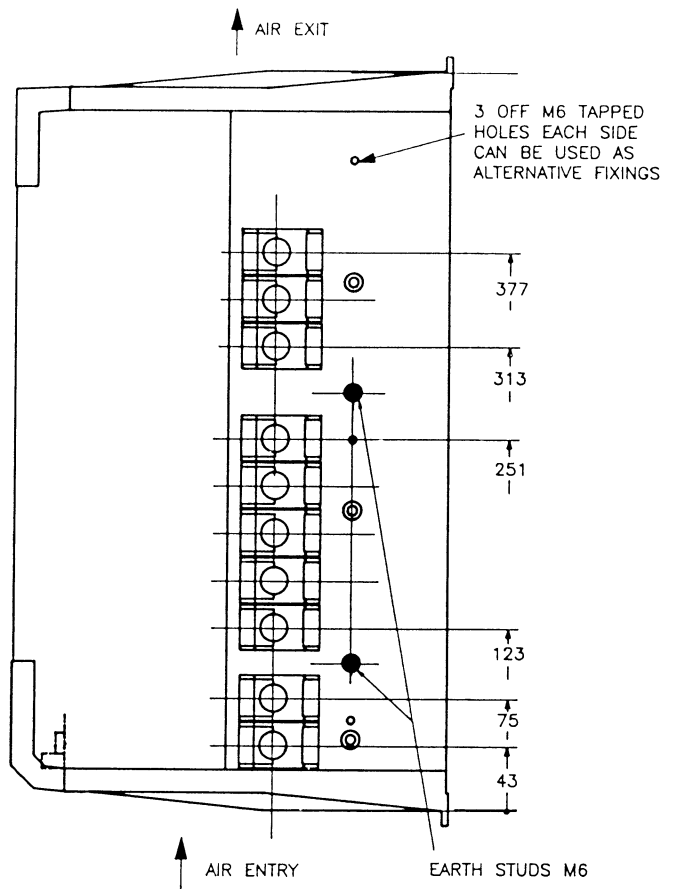 AIR EXIT
3 OFF M6 TAPPED
HOLES EACH SIDE
CAN BE USED AS
ALTERNATIVE FIXINGS
377
313
251
123
75
43
AIR ENTRY
EARTH STUDS M6